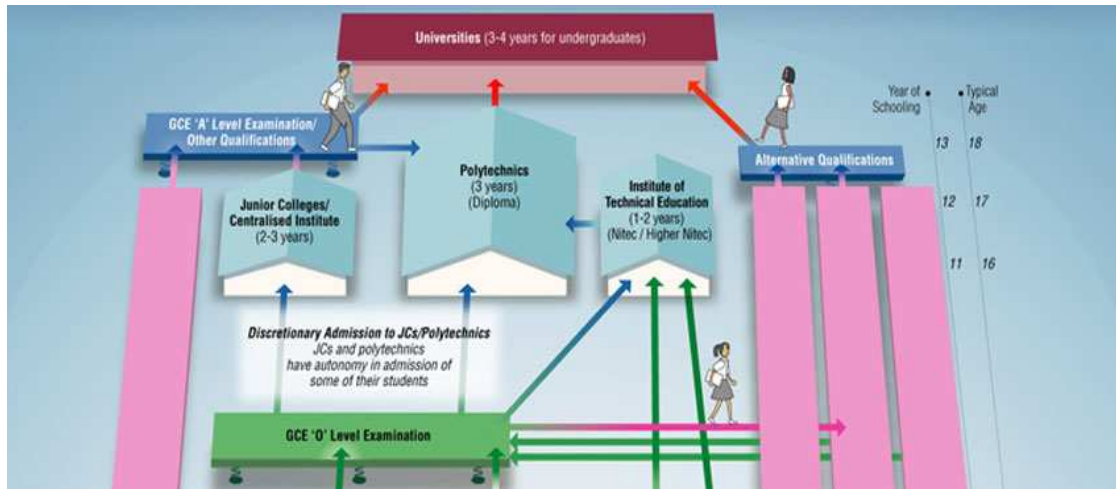 Universities (3-4 years for undergraduates)
GCE 'A' Level Examination/
Other Qualifications
Year of
Schooling
Typical
Age
13
18
Alternative Qualifications
Polytechnics
(3 years)
(Diploma)
Institute of
Technical Education
(1-2 years)
(Nitec / Higher Nitec)
Junior Colleges/
Centralised Institute
(2-3 years)
12
17
11
16
Discretionary Admission to JCs/Polytechnics
JCs and polytechnics
have autonomy in admission of
some of their students
GCE 'O' Level Examination